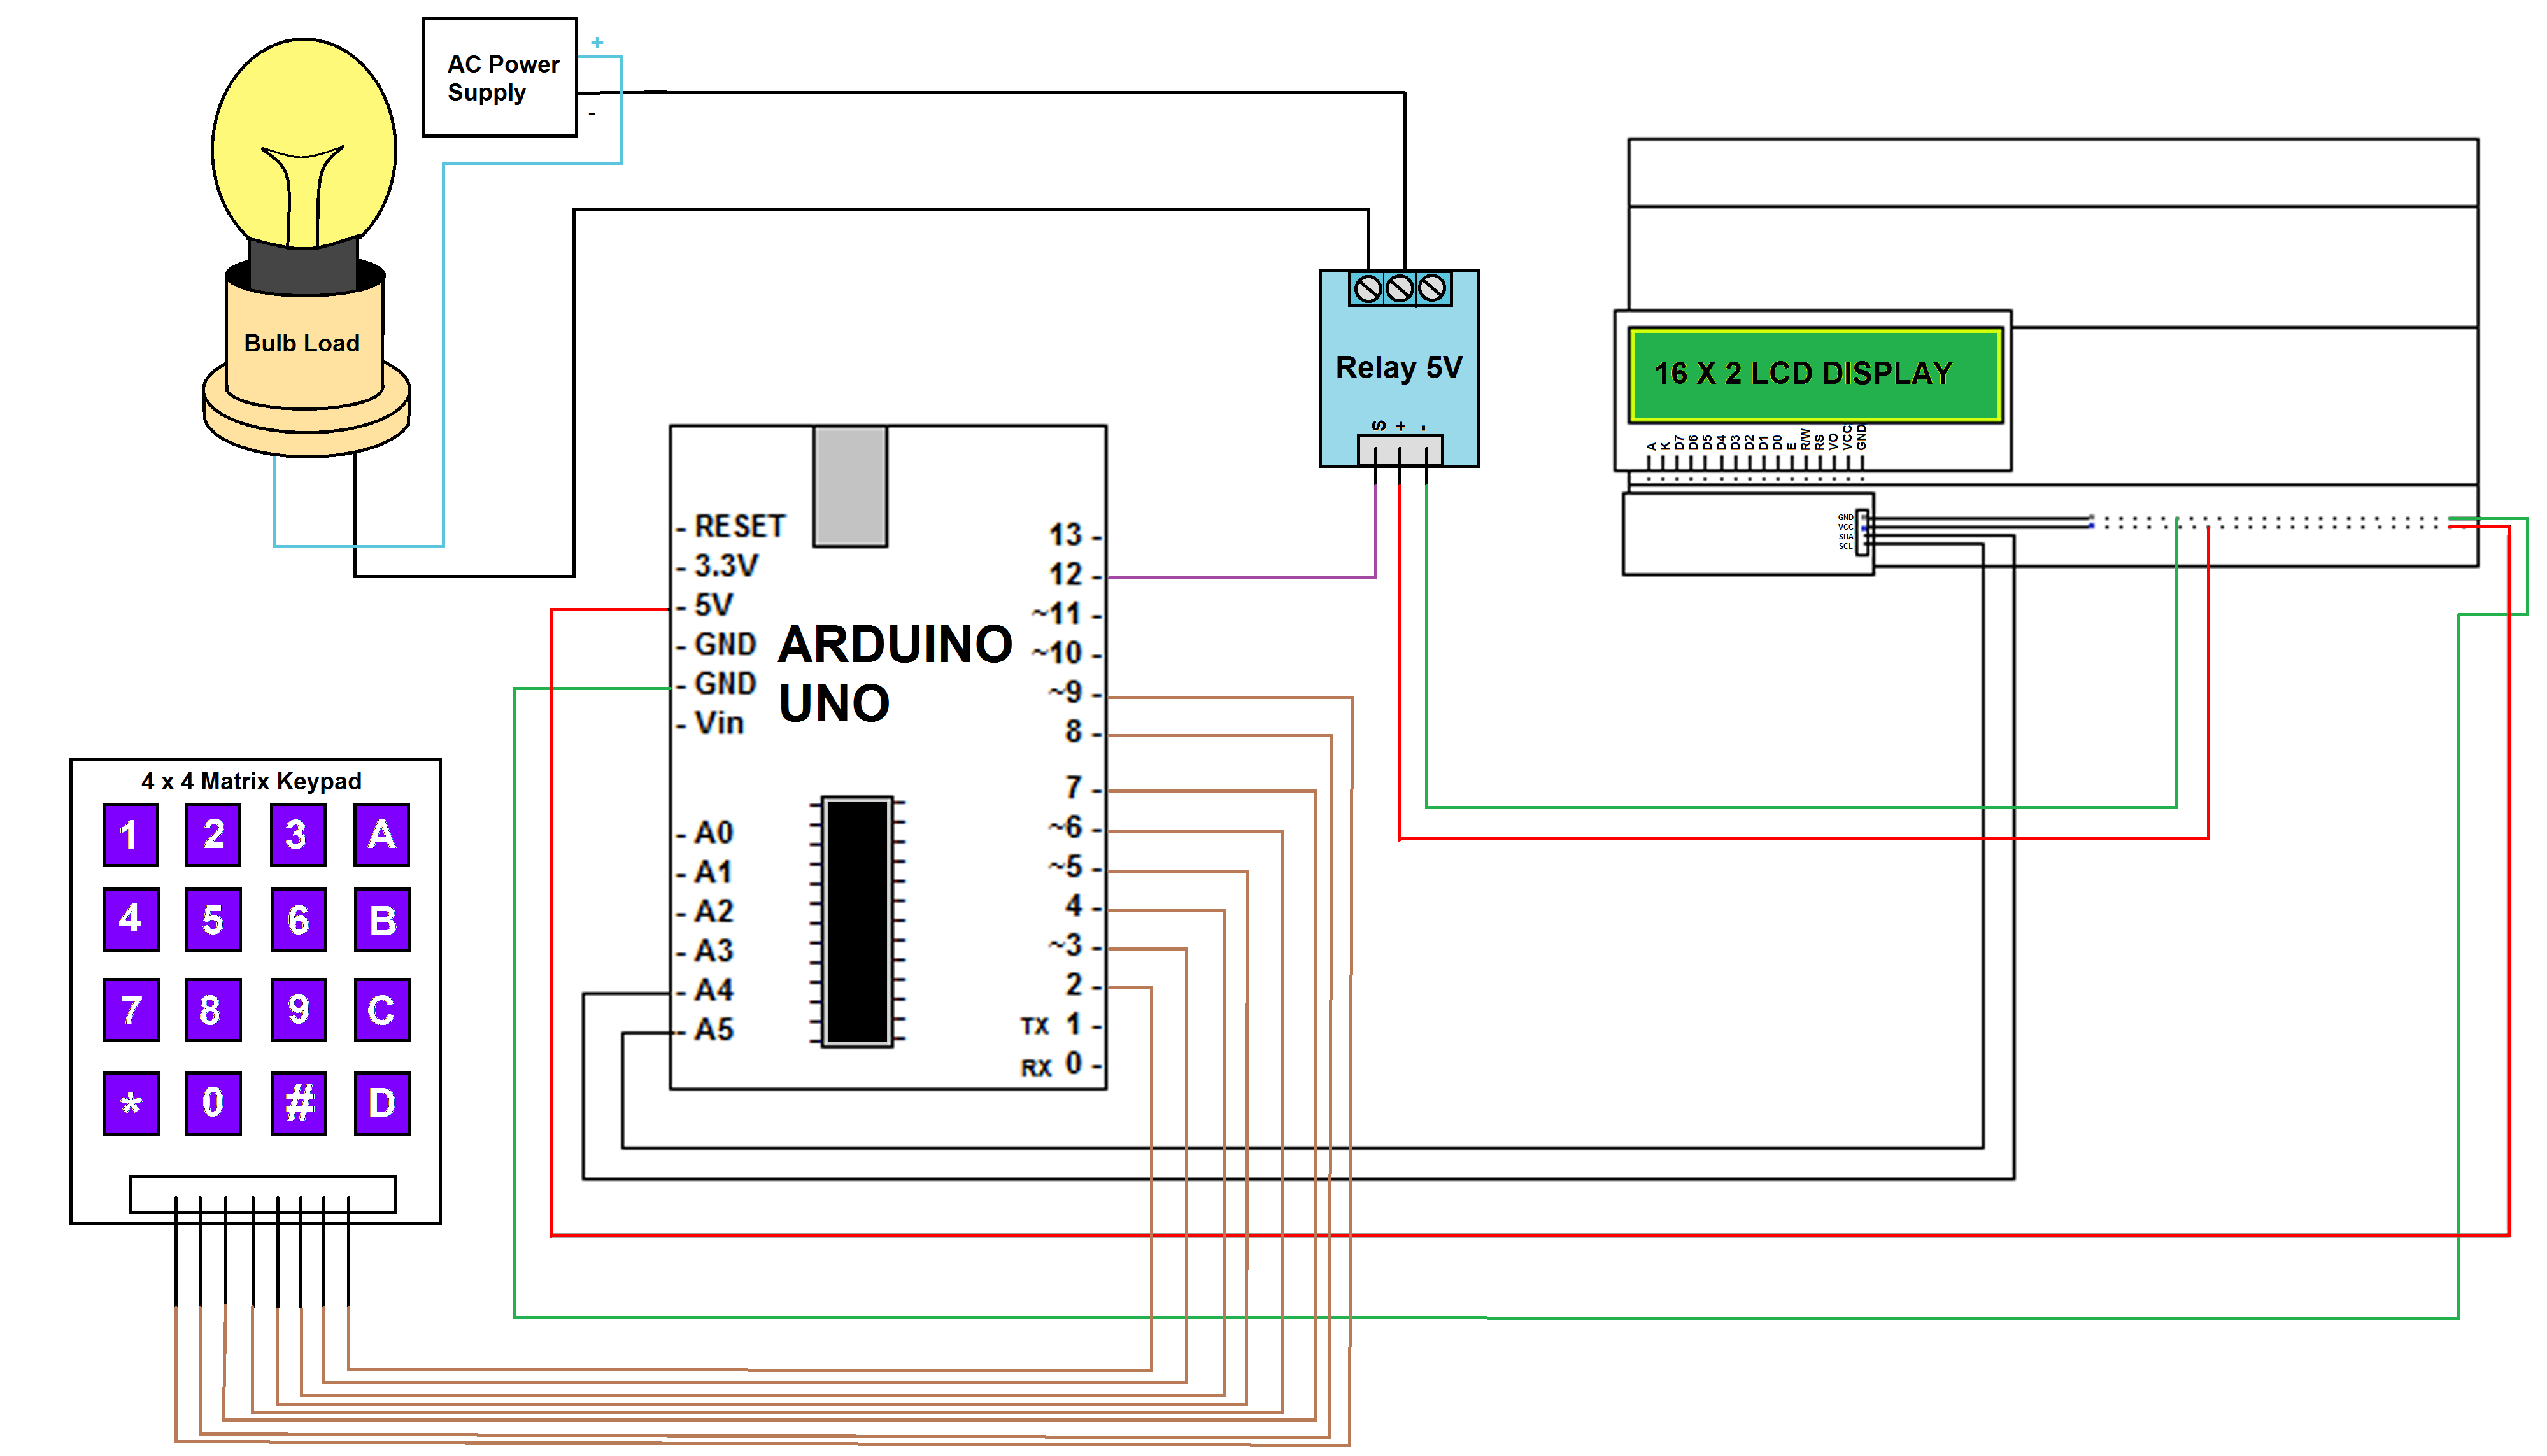 +
AC Power
Supply
-
Bulb Load
Relay 5V
S + -
16 X 2 LCD DISPLAY
A K D7 D6 D5 D4 D3 D2 D1 D0 E R/W RS VO VCC GND
GND
VCC
SDA
SCL
ARDUINO
UNO
- RESET
- 3.3V
- 5V
- GND
- GND
- Vin
- A0
- A1
- A2
- A3
- A4
- A5
13 -
12 -
~11 -
~10 -
~9 -
8 -
7 -
~6 -
~5 -
4 -
~3 -
2 -
TX 1 -
RX 0 -
4 x 4 Matrix Keypad
1 2 3 A
4 5 6 B
7 8 9 C
* 0 # D